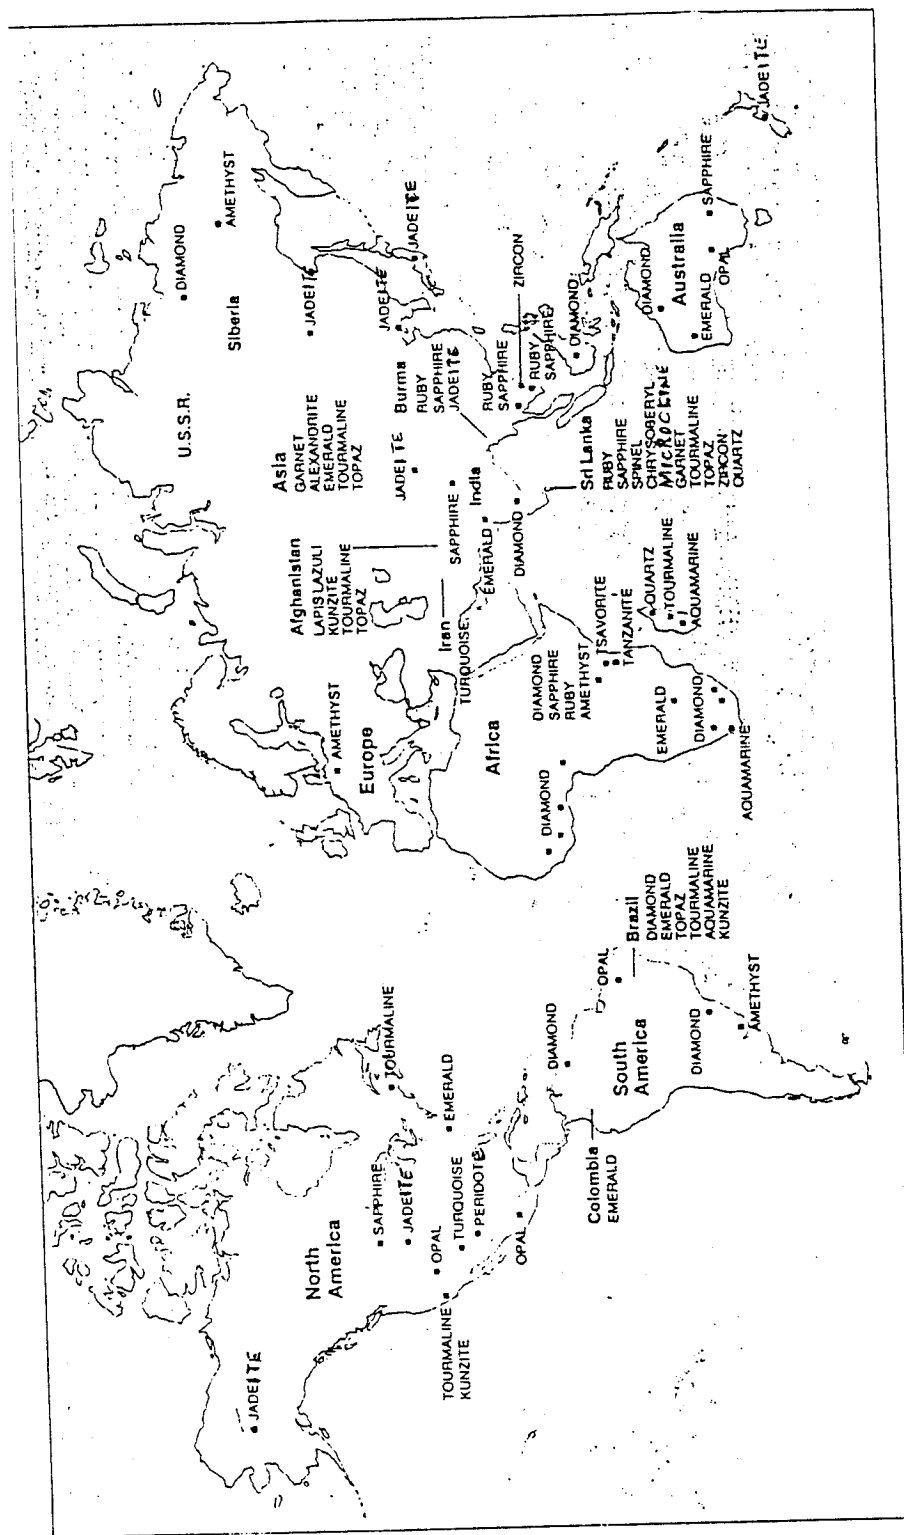 JADEITE
North
America
TOURMALINE
KUNZITE
SAPPHIRE
JADEITE
OPAL
TURQUOISE
PERIDOTE
OPAL
TOURMALINE
EMERALD
Colombia
EMERALD
DIAMOND
South
America
OPAL
Brazil
DIAMOND
EMERALD
TOPAZ
TOURMALINE
AQUAMARINE
KUNZITE
DIAMOND
AMETHYST
AMETHYST
Europe
Africa
DIAMOND
DIAMOND
SAPPHIRE
RUBY
AMETHYST
TSAVORITE
TANZANITE
EMERALD
DIAMOND
AQUAMARINE
QUARTZ
TOURMALINE
AQUAMARINE
Iran
TURQUOISE
Afghanistan
LAPIS LAZULI
KUNZITE
TOURMALINE
TOPAZ
U.S.S.R.
Siberia
DIAMOND
AMETHYST
Asia
GARNET
ALEXANDRITE
EMERALD
TOURMALINE
TOPAZ
JADEITE
JADEITE
JADEITE
JADEITE
SAPPHIRE
India
EMERALD
DIAMOND
Burma
RUBY
SAPPHIRE
JADEITE
RUBY
SAPPHIRE
ZIRCON
RUBY
SAPPHIRE
DIAMOND
Sri Lanka
RUBY
SAPPHIRE
SPINEL
CHRYSOBERYL
MICROCLINE
GARNET
TOURMALINE
TOPAZ
ZIRCON
QUARTZ
DIAMOND
Australia
EMERALD
OPAL
SAPPHIRE
JADEITE